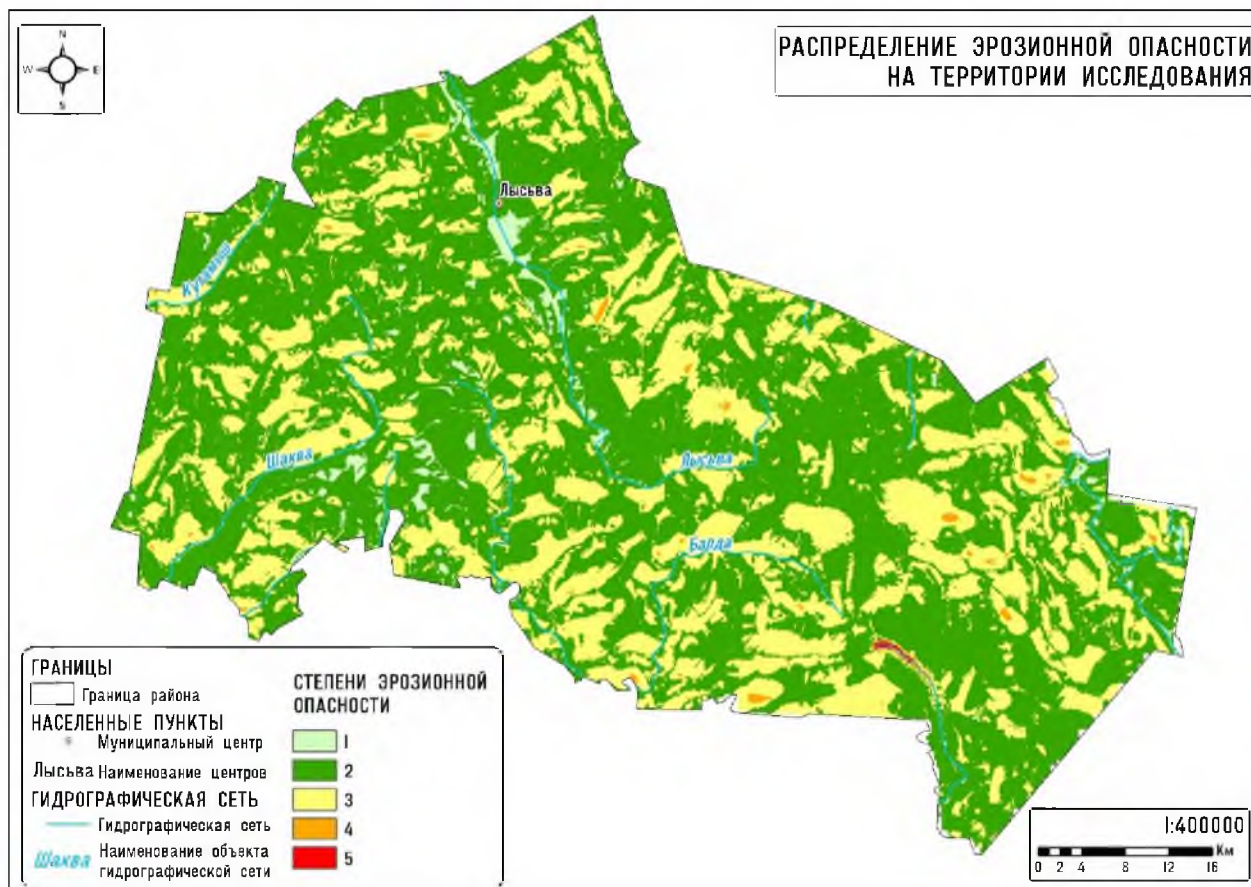 N
W E
S
РАСПРЕДЕЛЕНИЕ ЭРОЗИОННОЙ ОПАСНОСТИ
НА ТЕРРИТОРИИ ИССЛЕДОВАНИЯ
Лысьва
Кутамыш
Шаква
Лысьва
Барда
ГРАНИЦЫ
Граница района
НАСЕЛЕННЫЕ ПУНКТЫ
Муниципальный центр
Лысьва Наименование центров
ГИДРОГРАФИЧЕСКАЯ СЕТЬ
Гидрографическая сеть
Шаква Наименование объекта
гидрографической сети
СТЕПЕНИ ЭРОЗИОННОЙ
ОПАСНОСТИ
1
2
3
4
5
1:400000
Км
0 2 4 8 12 16